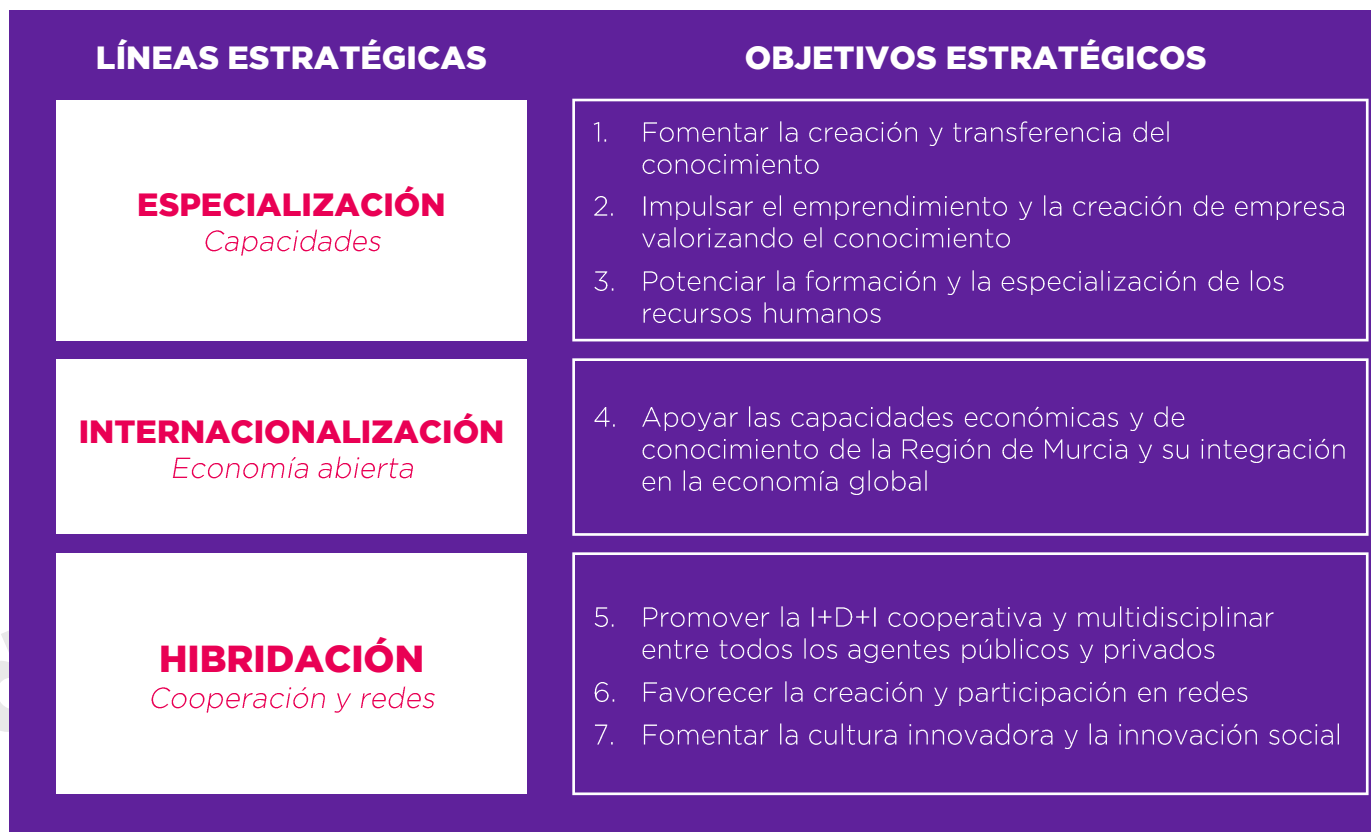 LÍNEAS ESTRATÉGICAS
OBJETIVOS ESTRATÉGICOS
ESPECIALIZACIÓN
Capacidades
1. Fomentar la creación y transferencia del
conocimiento
2. Impulsar el emprendimiento y la creación de empresa
valorizando el conocimiento
3. Potenciar la formación y la especialización de los
recursos humanos
INTERNACIONALIZACIÓN
Economía abierta
4. Apoyar las capacidades económicas y de
conocimiento de la Región de Murcia y su integración
en la economía global
HIBRIDACIÓN
Cooperación y redes
5. Promover la I+D+I cooperativa y multidisciplinar
entre todos los agentes públicos y privados
6. Favorecer la creación y participación en redes
7. Fomentar la cultura innovadora y la innovación social